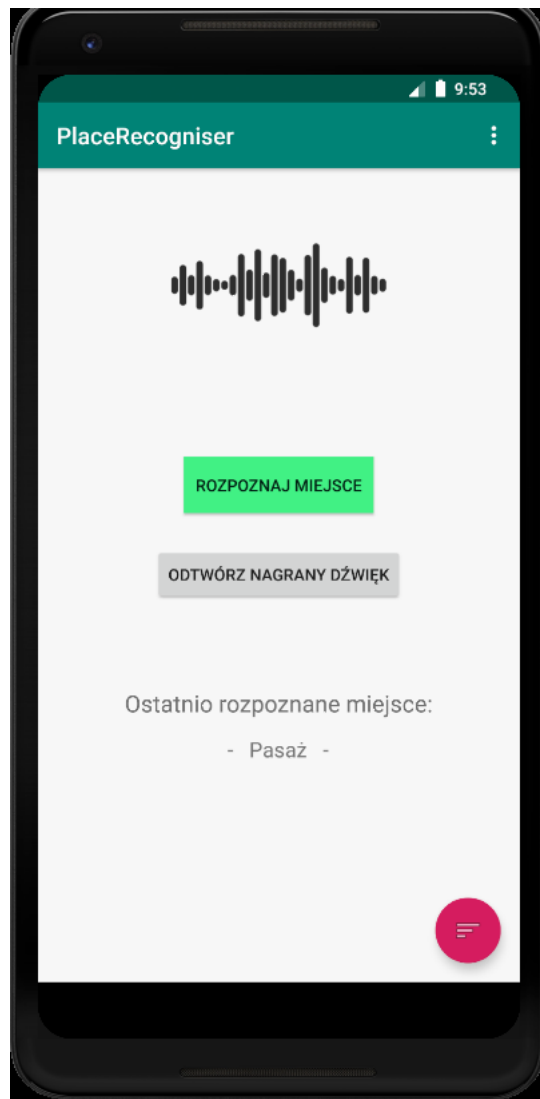 9:53
PlaceRecogniser
ROZPOZNAJ MIEJSCE
ODTWÓRZ NAGRANY DŹWIĘK
Ostatnio rozpoznane miejsce:
- Pasaż -